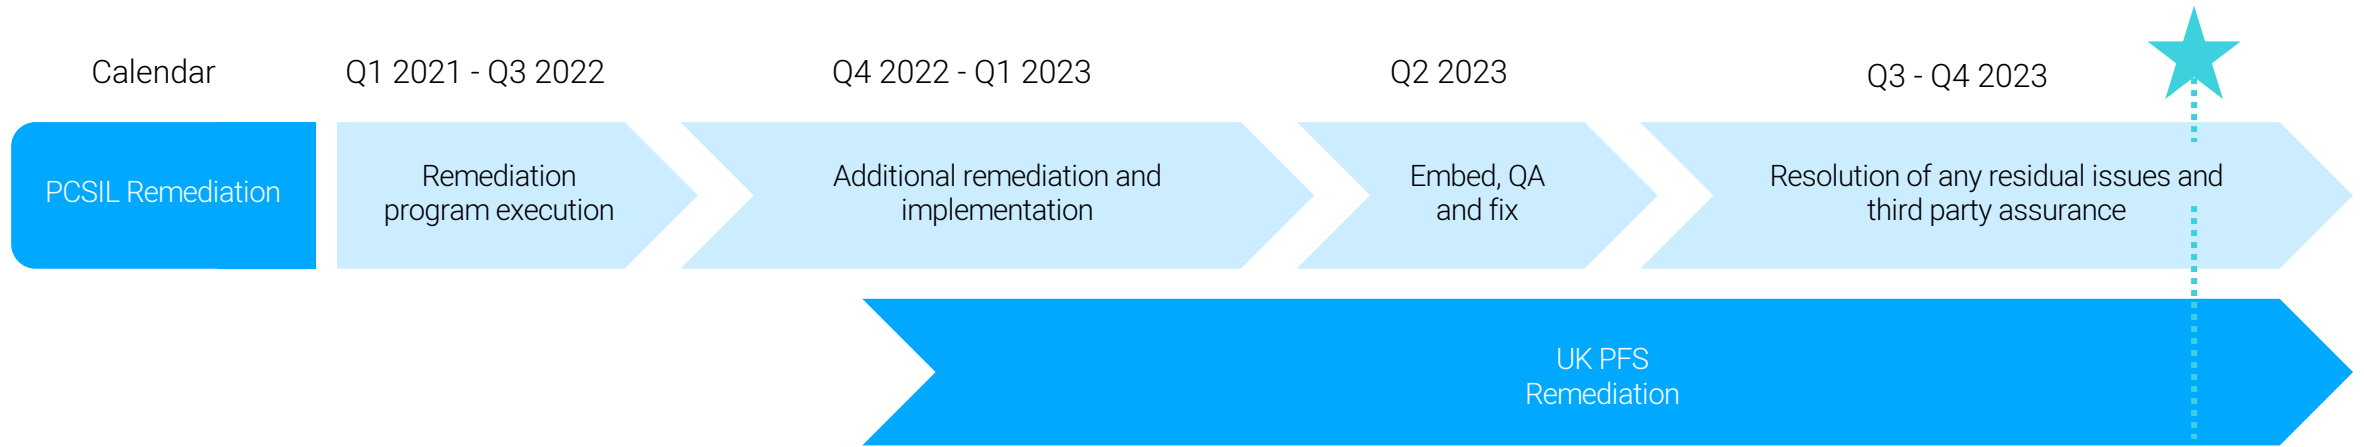 Calendar
Q1 2021 - Q3 2022
Q4 2022 - Q1 2023
Q2 2023
Q3 - Q4 2023
PCSIL Remediation
Remediation
program execution
Additional remediation and
implementation
Embed, QA
and fix
Resolution of any residual issues and
third party assurance
UK PFS
Remediation